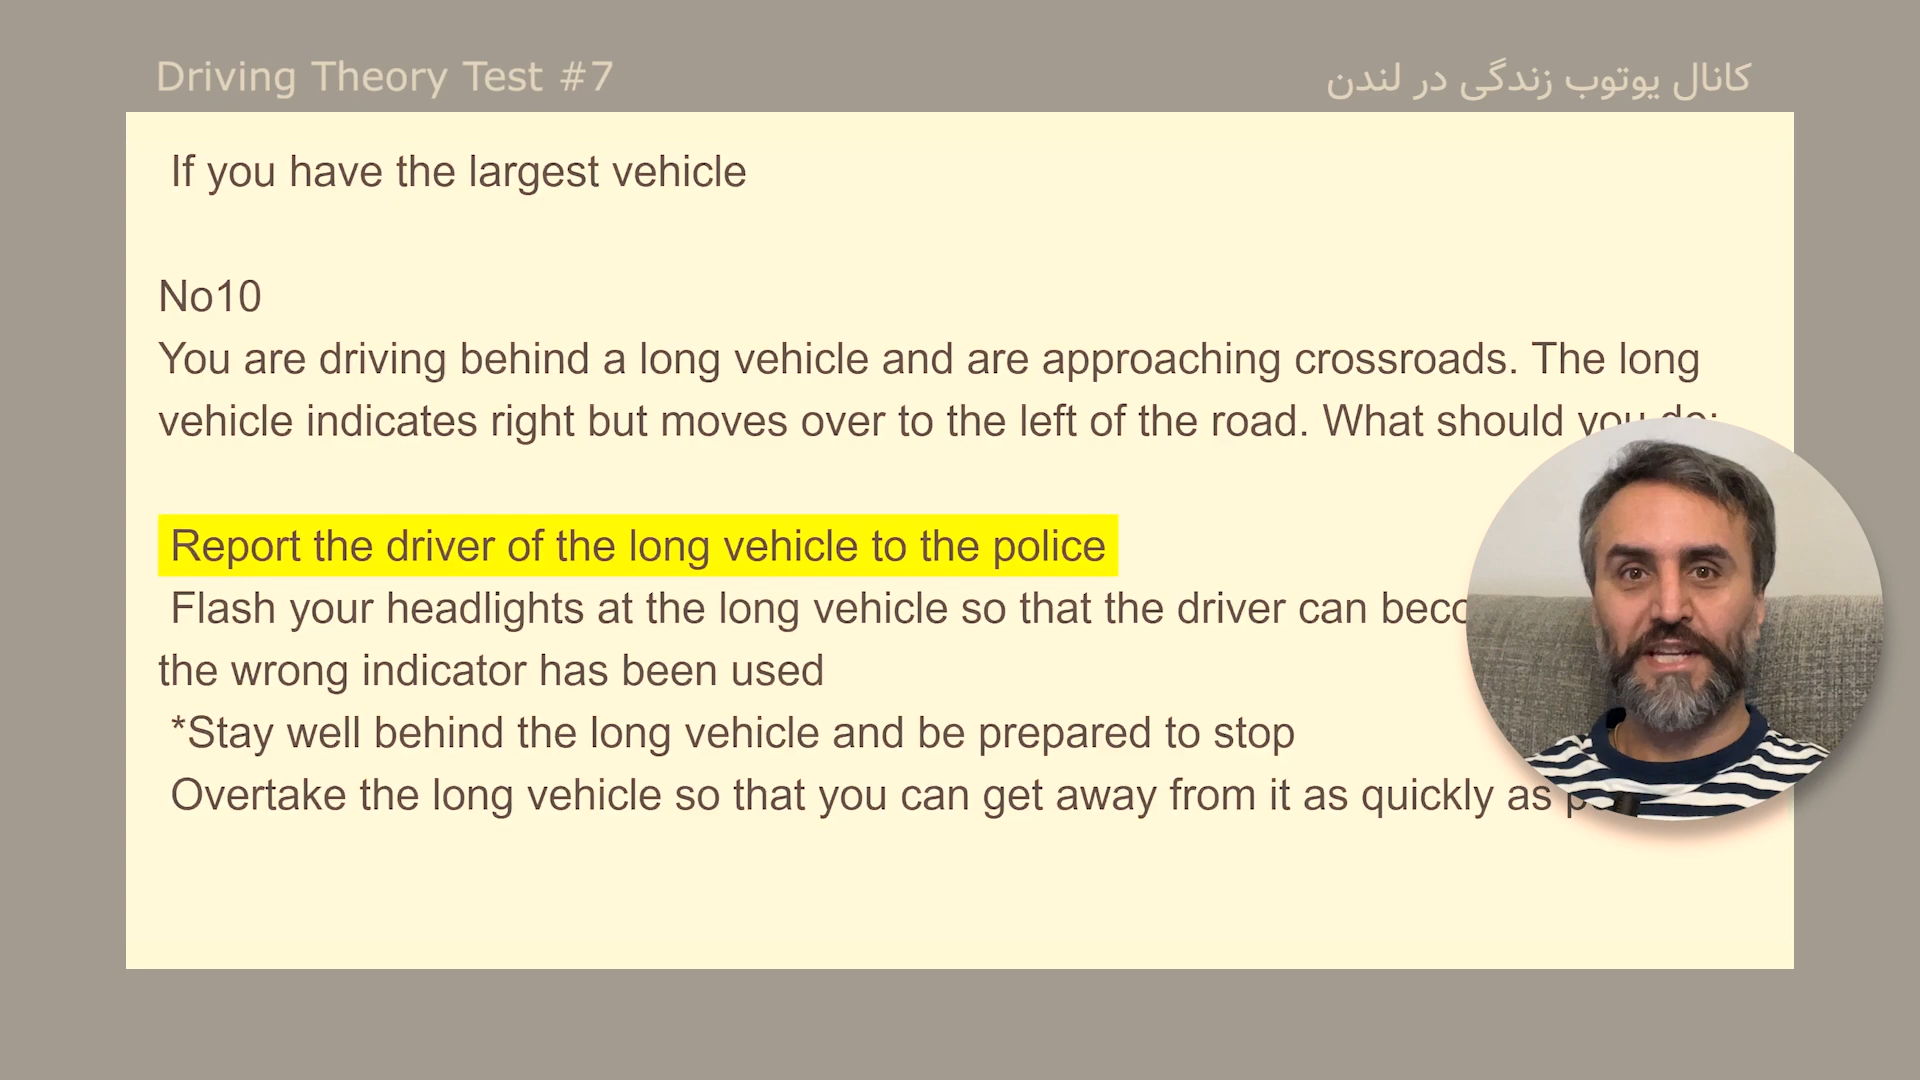 Driving Theory Test #7
کانال یوتوب زندگی در لندن
If you have the largest vehicle
No10
You are driving behind a long vehicle and are approaching crossroads. The long
vehicle indicates right but moves over to the left of the road. What should you do:
Report the driver of the long vehicle to the police
Flash your headlights at the long vehicle so that the driver can
the wrong indicator has been used
*Stay well behind the long vehicle and be prepared to stop
Overtake the long vehicle so that you can get away from it as quickly as